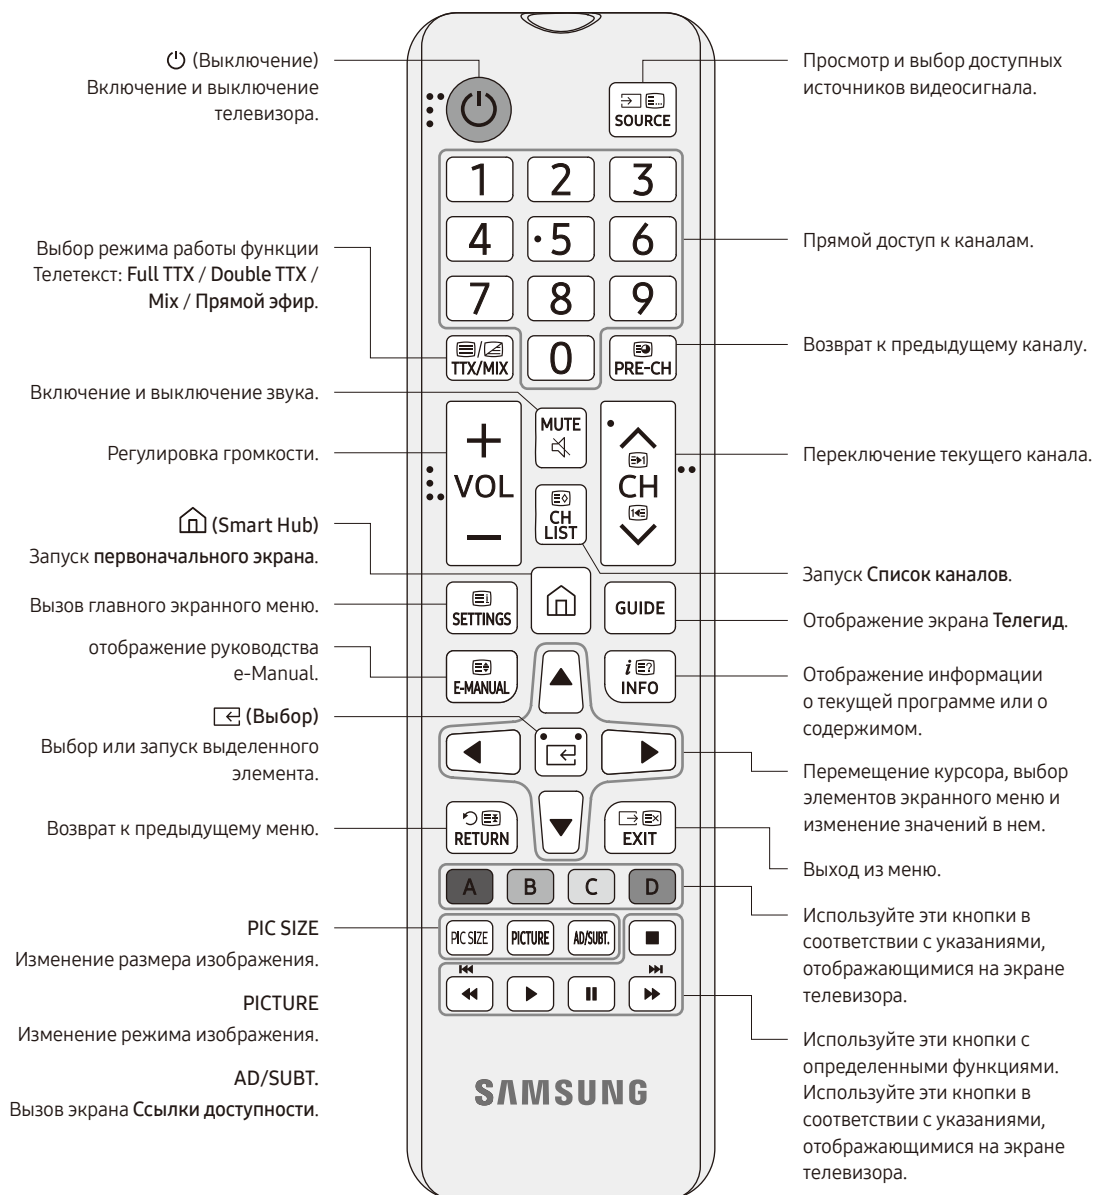 (Выключение)
Включение и выключение
телевизора.
Выбор режима работы функции
Телетекст: Full TTX / Double TTX /
Mix / Прямой эфир.
Включение и выключение звука.
Регулировка громкости.
(Smart Hub)
Запуск первоначального экрана.
Вызов главного экранного меню.
отображение руководства
e-Manual.
(Выбор)
Выбор или запуск выделенного
элемента.
Возврат к предыдущему меню.
PIC SIZE
Изменение размера изображения.
PICTURE
Изменение режима изображения.
AD/SUBT.
Вызов экрана Ссылки доступности.
SOURCE
1 2 3
4 5 6
7 8 9
TTX/MIX 0 PRE-CH
MUTE
VOL
CH
CH
LIST
SETTINGS
GUIDE
E-MANUAL
i
INFO
RETURN
EXIT
A B C D
PIC SIZE PICTURE AD/SUBT.
SAMSUNG
Просмотр и выбор доступных
источников видеосигнала.
Прямой доступ к каналам.
Возврат к предыдущему каналу.
Переключение текущего канала.
Запуск Список каналов.
Отображение экрана Телегид.
Отображение информации
о текущей программе или о
содержимом.
Перемещение курсора, выбор
элементов экранного меню и
изменение значений в нем.
Выход из меню.
Используйте эти кнопки в
соответствии с указаниями,
отображающимися на экране
телевизора.
Используйте эти кнопки с
определенными функциями.
Используйте эти кнопки в
соответствии с указаниями,
отображающимися на экране
телевизора.